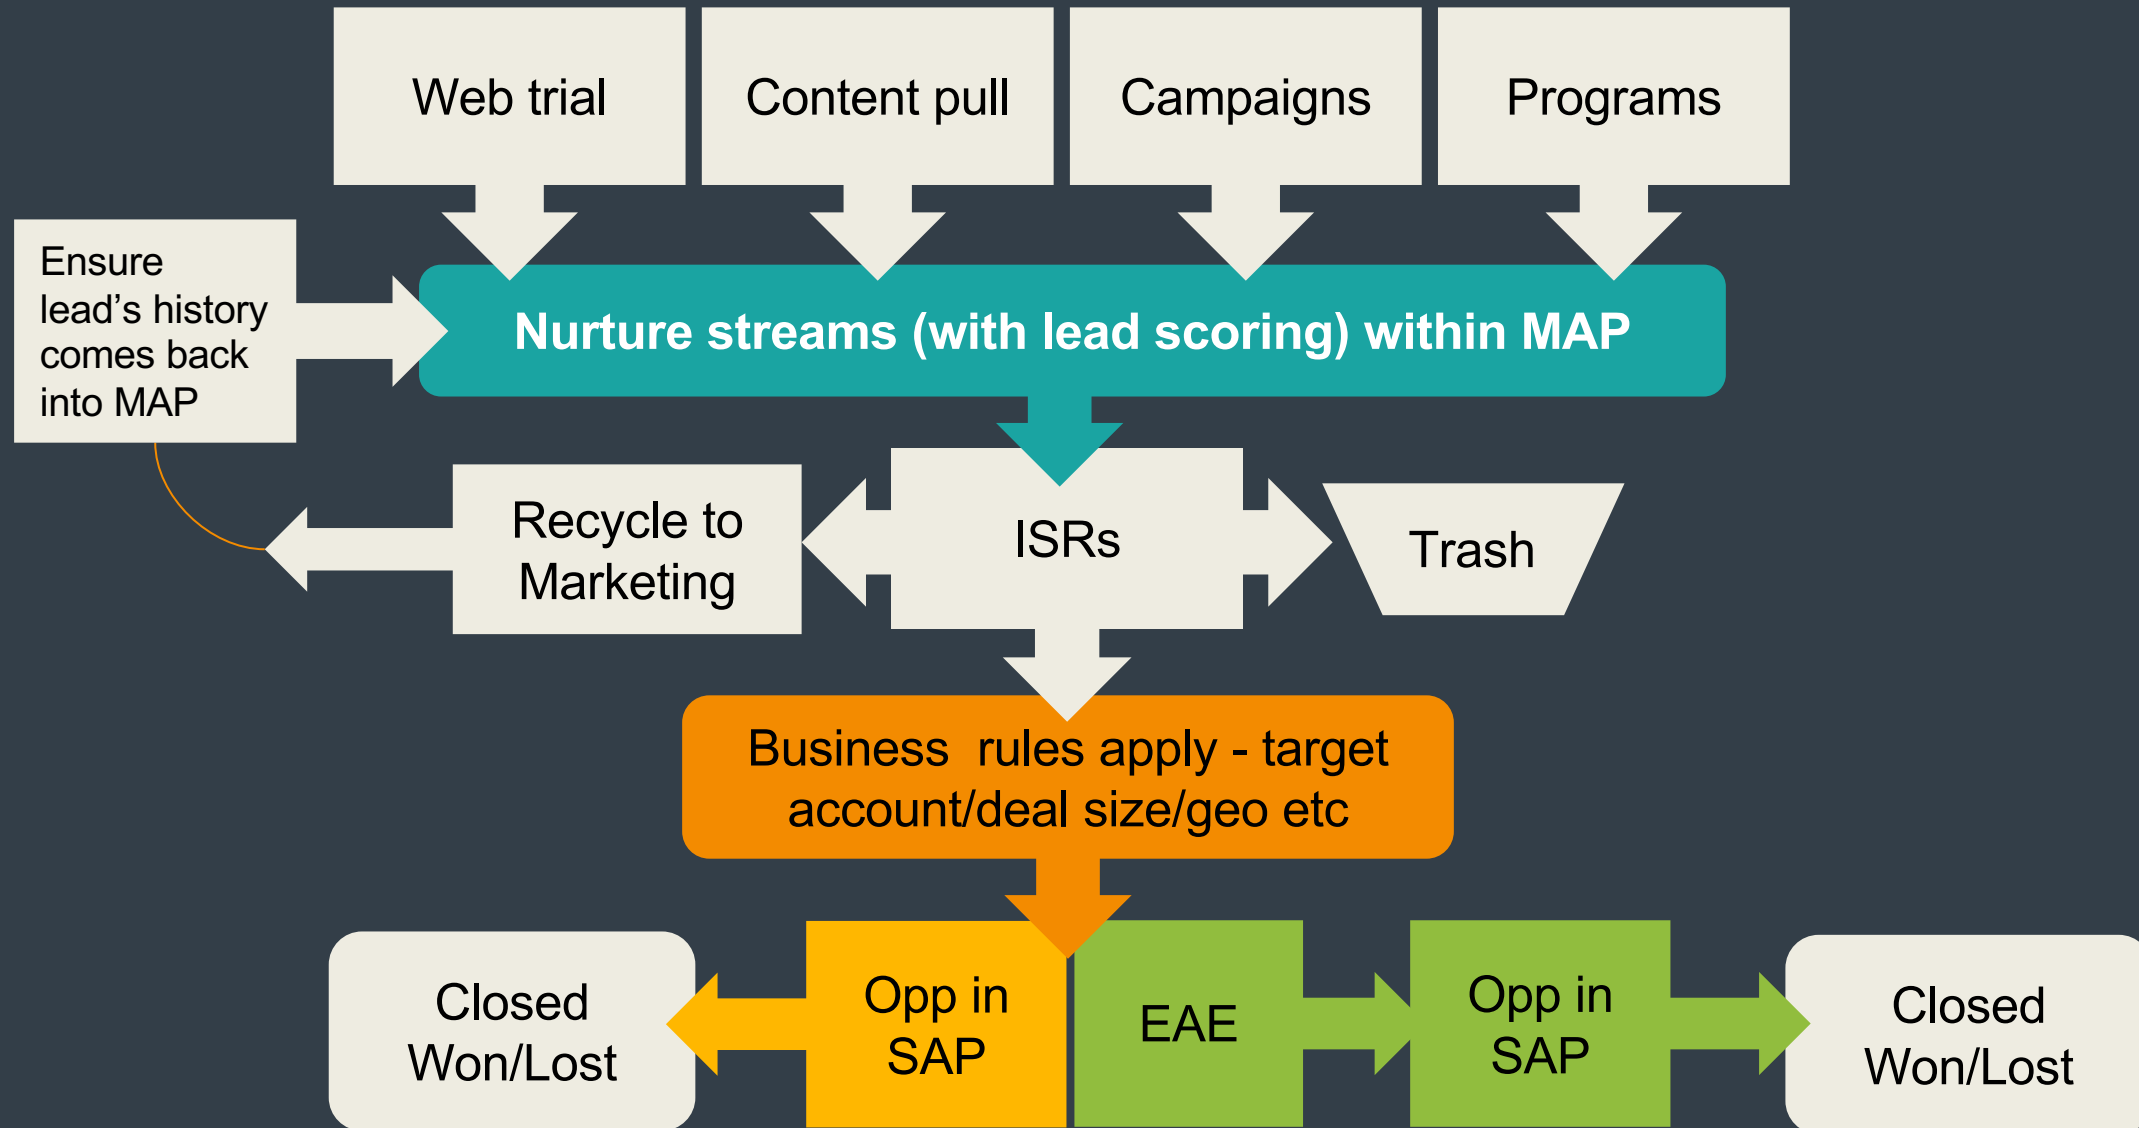 Web trial
Content pull
Campaigns
Programs
Ensure
lead’s history
comes back
into MAP
Nurture streams (with lead scoring) within MAP
Recycle to
Marketing
ISRs
Trash
Business  rules apply - target
account/deal size/geo etc
Closed
Won/Lost
Opp in
SAP
EAE
Opp in
SAP
Closed
Won/Lost